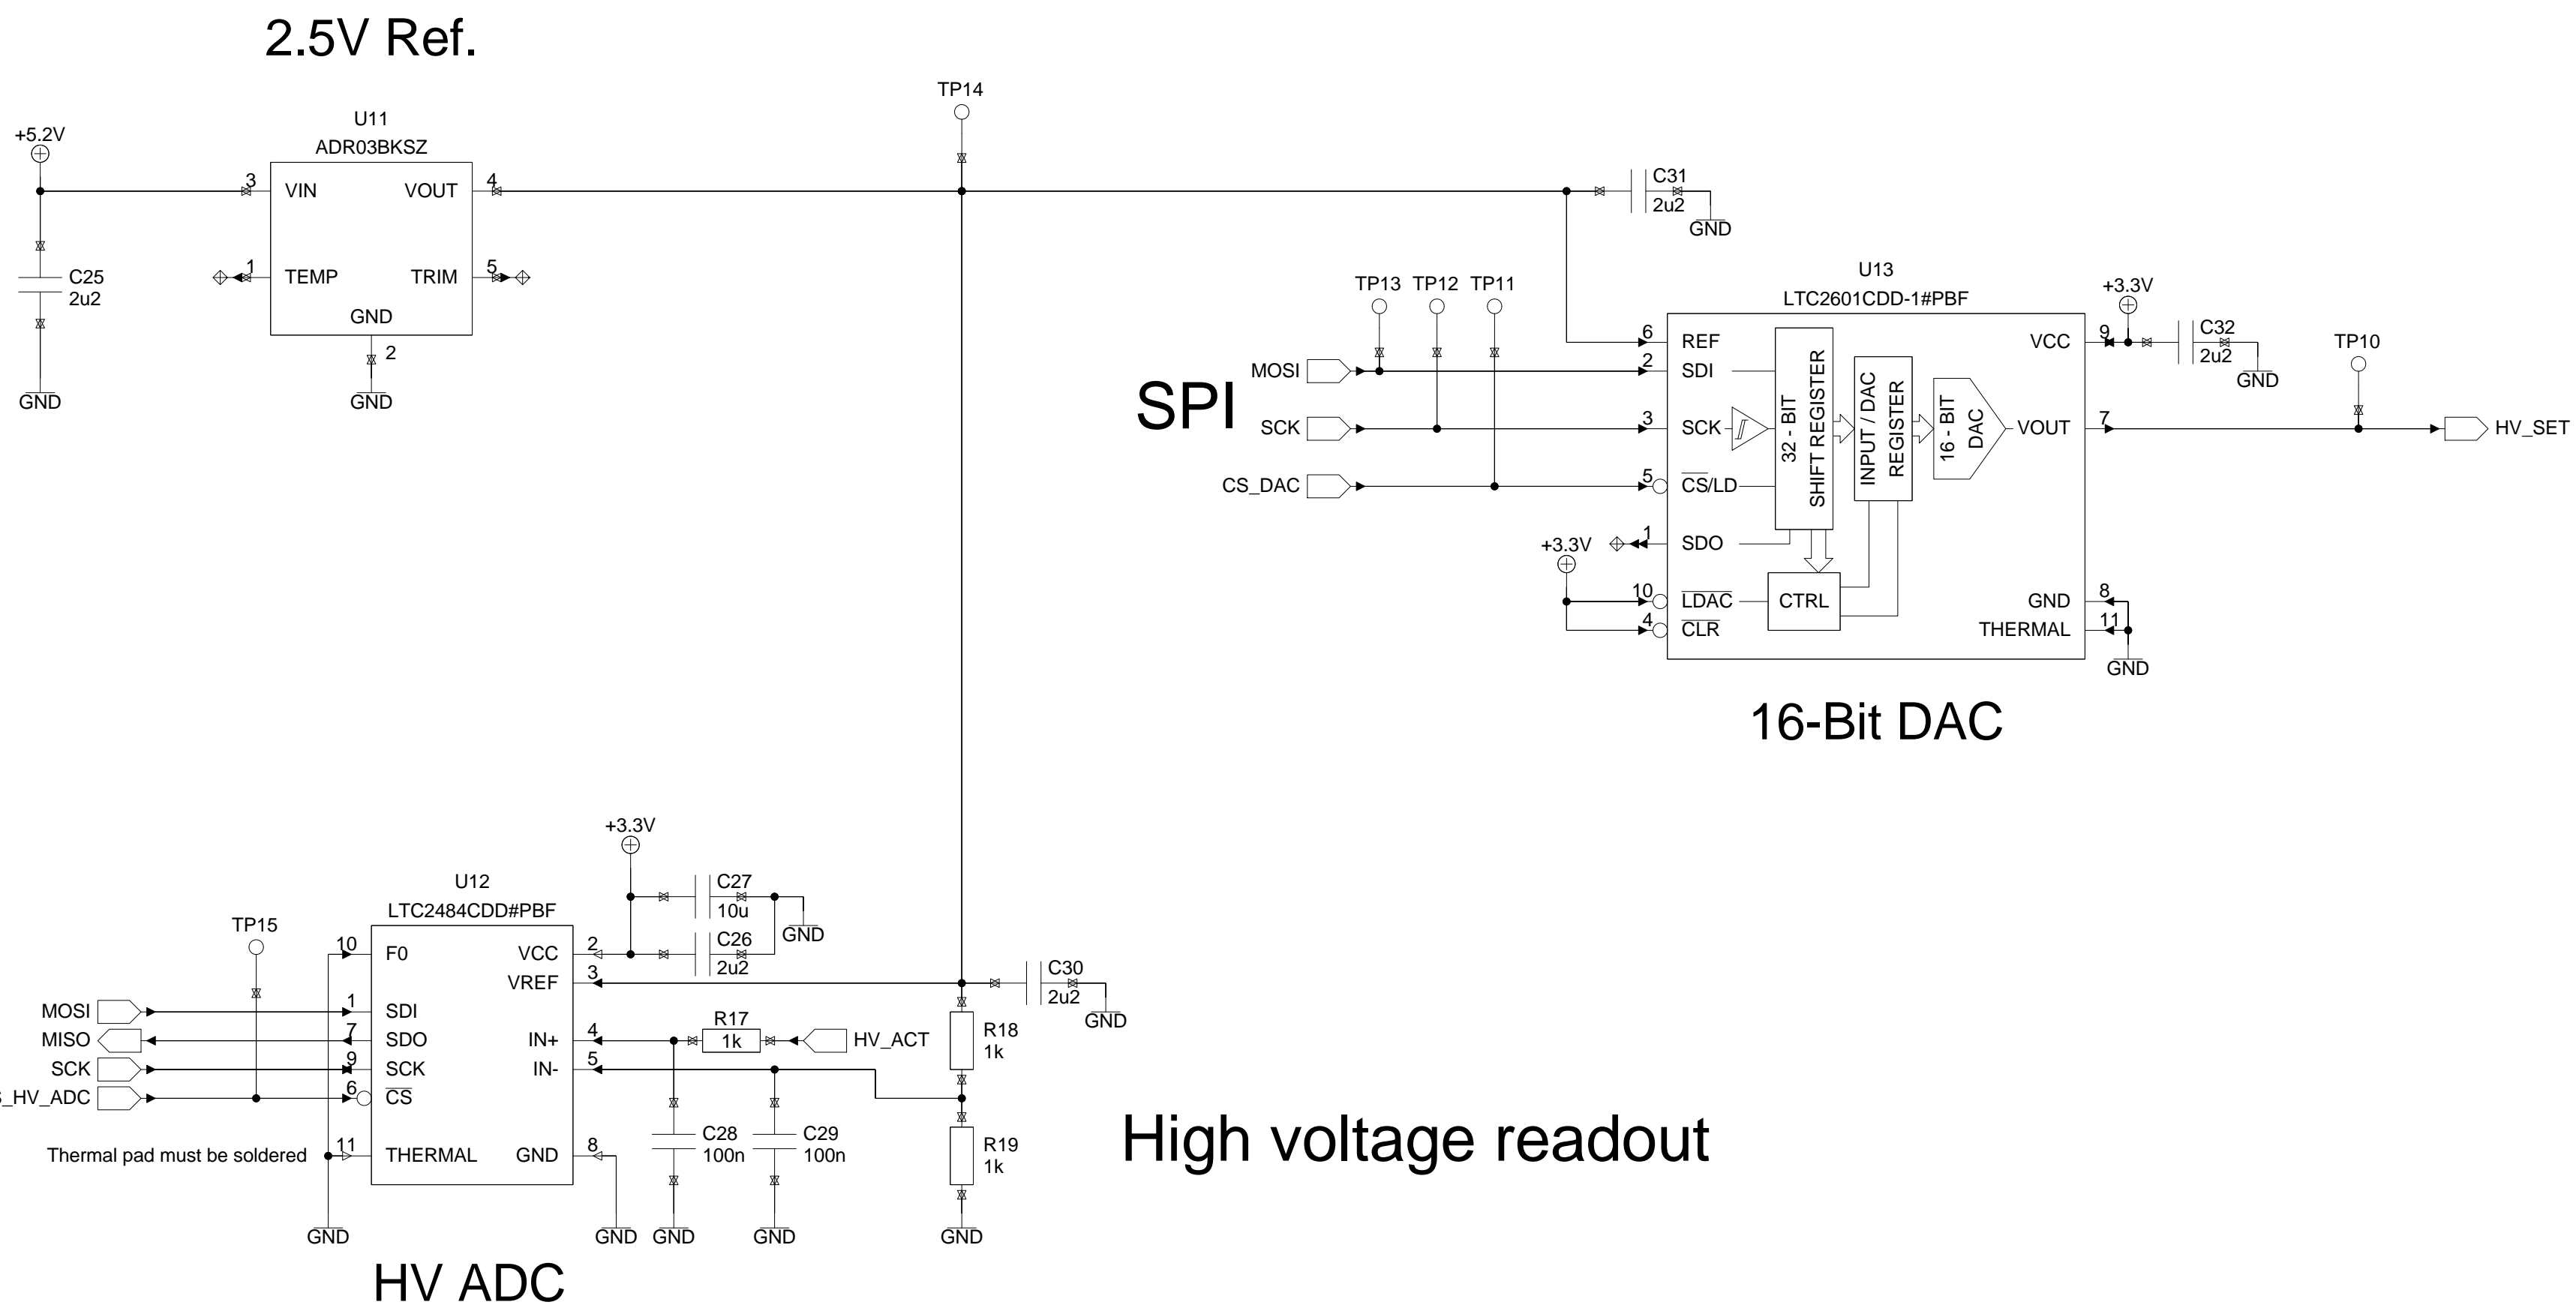 2.5V Ref.
TP14
U11
ADR03BKSZ
+5.2V
3 VIN VOUT 4
1 TEMP TRIM 5
GND
2
C25
2u2
GND
GND
C31
2u2
GND
TP13 TP12 TP11
U13
LTC2601CDD-1#PBF
+3.3V
C32
2u2
GND
TP10
SPI
MOSI
SCK
CS_DAC
6 REF
2 SDI
3 SCK
5 CS/LD
1 SDO
10 LDAC
4 CLR
+3.3V
32 - BIT
SHIFT REGISTER
INPUT / DAC
REGISTER
16 - BIT
DAC
CTRL
VCC 9
VOUT 7
HV_SET
GND 8
THERMAL 11
GND
16-Bit DAC
+3.3V
U12
LTC2484CDD#PBF
C27
10u
C26
2u2
GND
TP15
10 F0 VCC 2
VREF 3
C30
2u2
GND
MOSI 1 SDI
MISO 7 SDO IN+ 4
R17
1k
HV_ACT
R18
1k
SCK 9 SCK IN- 5
_HV_ADC 6 CS
Thermal pad must be soldered 11 THERMAL GND 8
C28
100n
C29
100n
R19
1k
GND
GND
GND
GND
GND
High voltage readout
HV ADC